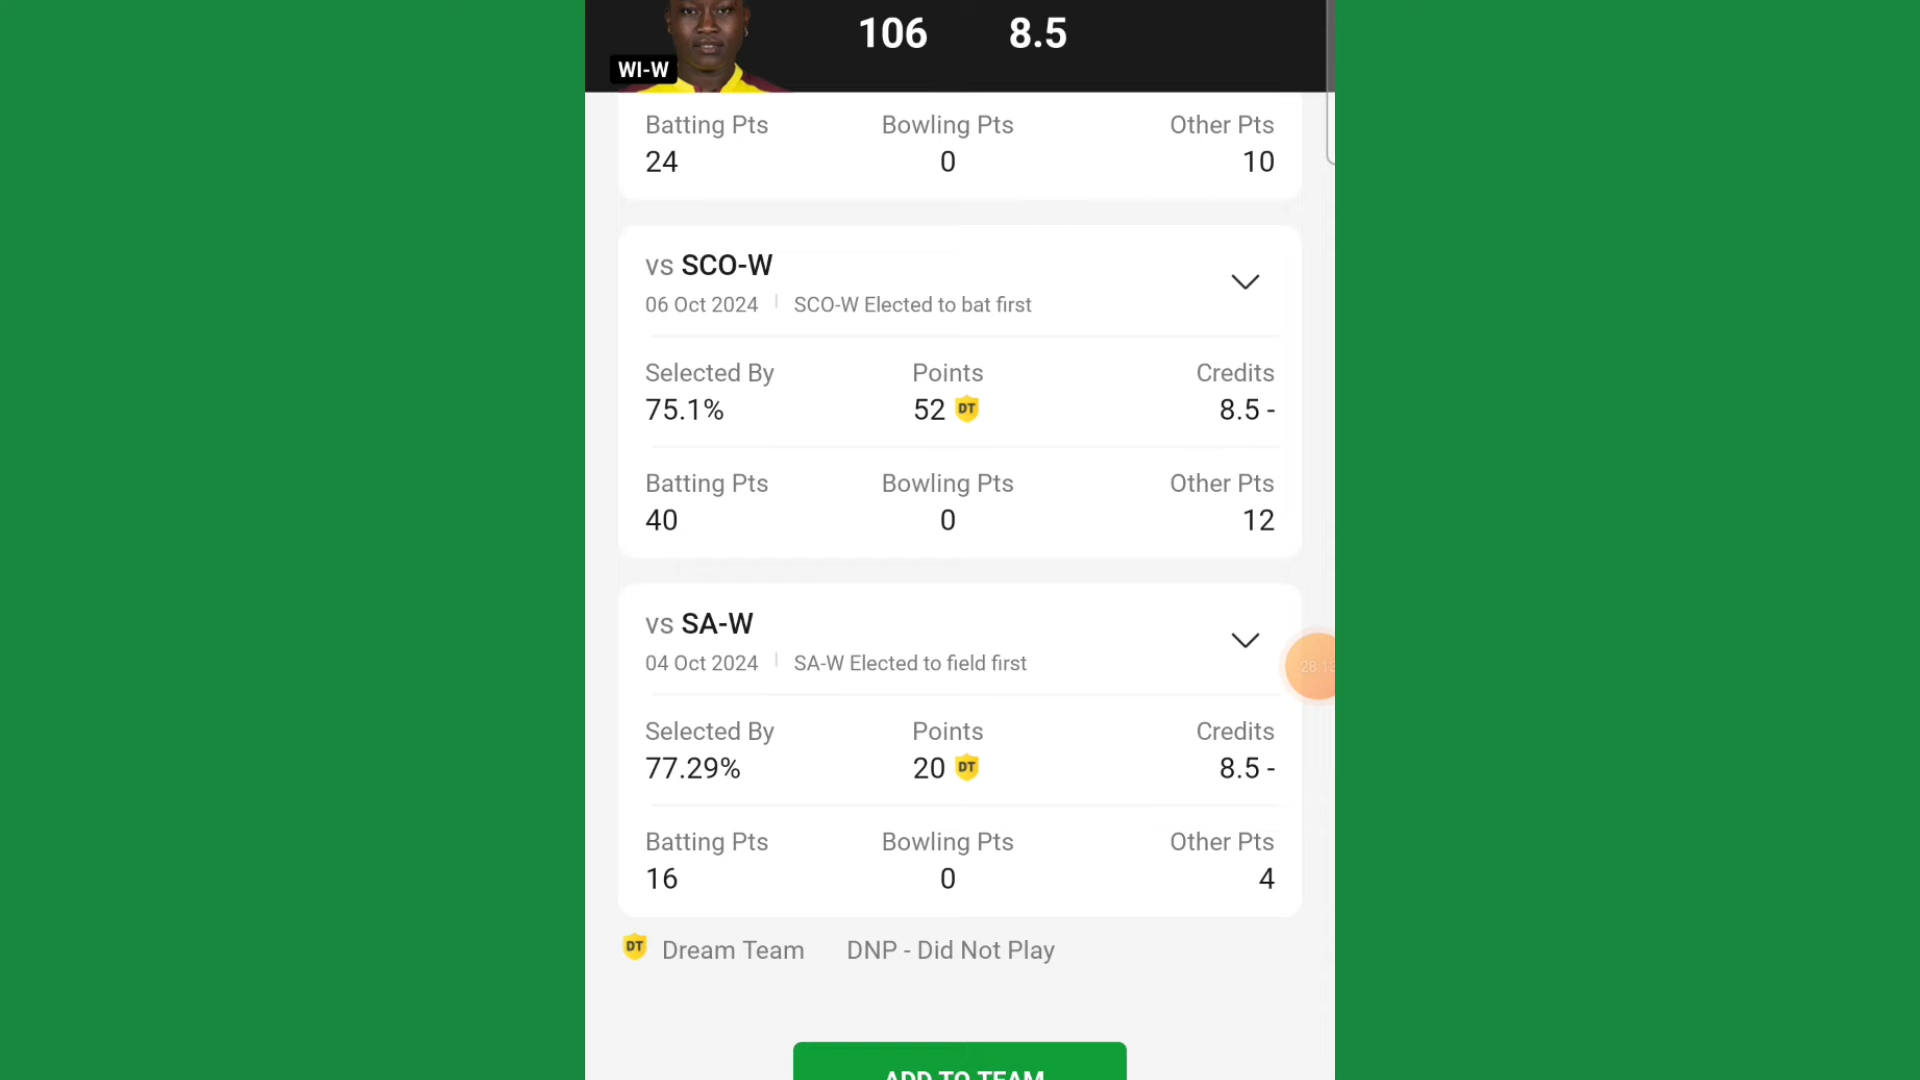 106 8.5
WI-W
Batting Pts Bowling Pts Other Pts
24 0 10
vs SCO-W
06 Oct 2024 SCO-W Elected to bat first
Selected By Points Credits
75.1% 52 DT 8.5 -
Batting Pts Bowling Pts Other Pts
40 0 12
vs SA-W
04 Oct 2024 SA-W Elected to field first
Selected By Points Credits
77.29% 20 DT 8.5 -
Batting Pts Bowling Pts Other Pts
16 0 4
DT Dream Team DNP - Did Not Play
ADD TO TEAM